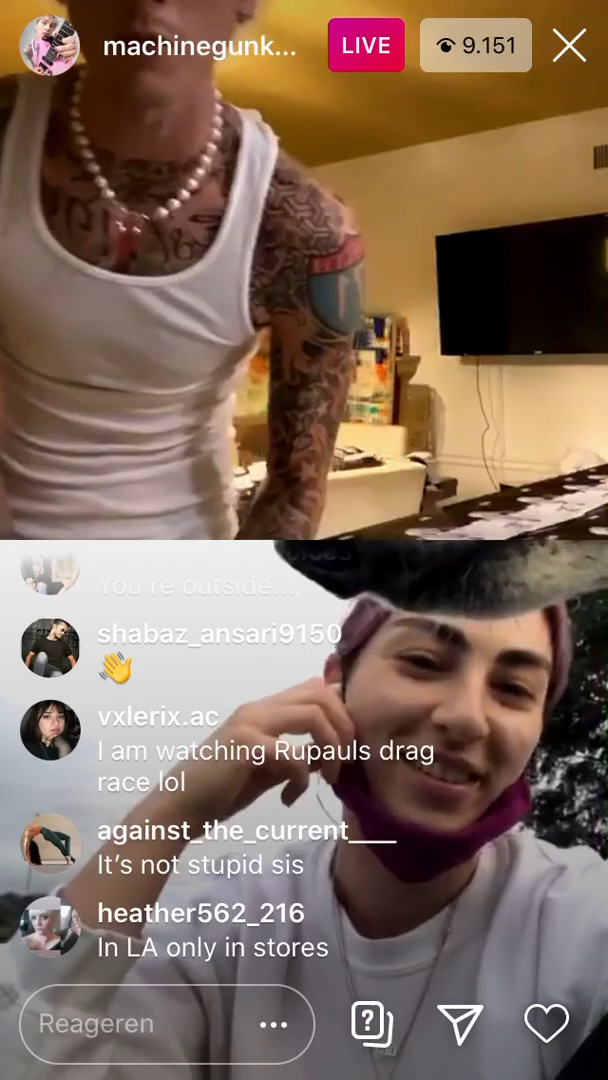 machinegunk...
LIVE
9.151
You're outside...,
shabaz_ansari9150
👋
vxlerix.ac
I am watching Rupauls drag
race lol
against_the_current____
It's not stupid sis
heather562_216
In LA only in stores
Reageren